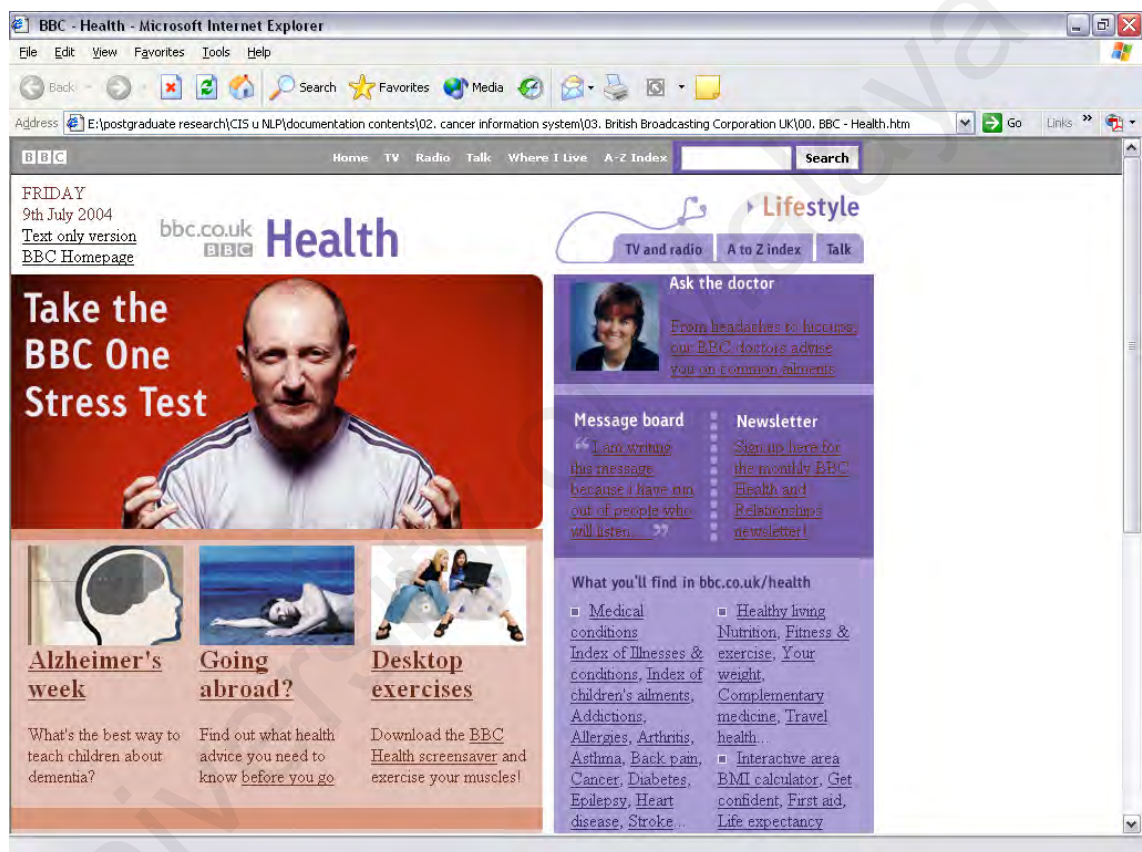 BBC - Health - Microsoft Internet Explorer
File Edit View Favorites Tools Help
Back Search Favorites Media
Address E:\postgraduate research\CIS u NLP\documentation contents\02. cancer information system\03. British Broadcasting Corporation UK\00. BBC - Health.htm Go Links »
BBC Home TV Radio Talk Where I Live A-Z Index Search
FRIDAY
9th July 2004
Text only version
BBC Homepage
bbc.co.uk
BBC Health
Lifestyle
TV and radio A to Z index Talk
Take the
BBC One
Stress Test
Ask the doctor
From headaches to hiccups,
our BBC doctors advise
you on common ailments
Message board
“I am writing
this message
because i have run
out of people who
will listen... ”
Newsletter
Sign up here for
the monthly BBC
Health and
Relationships
newsletter!
Alzheimer's
week
What's the best way to
teach children about
dementia?
Going
abroad?
Find out what health
advice you need to
know before you go
Desktop
exercises
Download the BBC
Health screensaver and
exercise your muscles!
What you'll find in bbc.co.uk/health
Medical
conditions
Index of Illnesses &
conditions, Index of
children's ailments,
Addictions,
Allergies, Arthritis,
Asthma, Back pain,
Cancer, Diabetes,
Epilepsy, Heart
disease, Stroke...
Healthy living
Nutrition, Fitness &
exercise, Your
weight,
Complementary
medicine, Travel
health...
Interactive area
BMI calculator, Get
confident, First aid,
Life expectancy